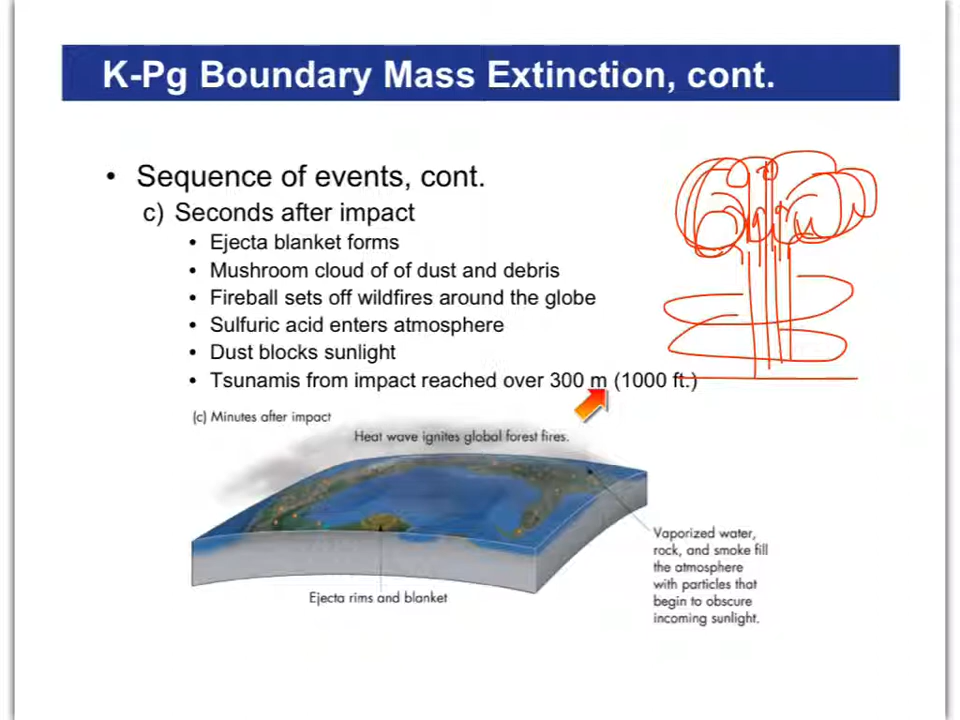 K-Pg Boundary Mass Extinction, cont.
• Sequence of events, cont.
c) Seconds after impact
• Ejecta blanket forms
• Mushroom cloud of of dust and debris
• Fireball sets off wildfires around the globe
• Sulfuric acid enters atmosphere
• Dust blocks sunlight
• Tsunamis from impact reached over 300 m (1000 ft.)
(c) Minutes after impact
Heat wave ignites global forest fires.
Vaporized water,
rock, and smoke fill
the atmosphere
with particles that
begin to obscure
incoming sunlight.
Ejecta rims and blanket